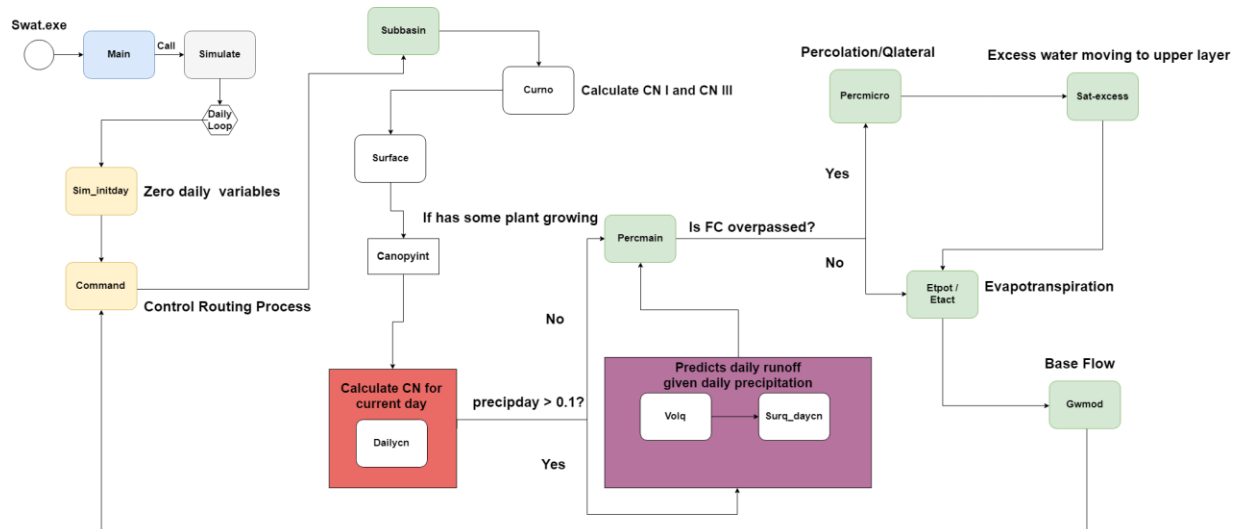 Swat.exe
Main
Call
Simulate
Daily
Loop
Sim_initday
Zero daily variables
Command
Control Routing Process
Subbasin
Curno
Calculate CN I and CN III
Surface
If has some plant growing
Canopyint
Calculate CN for
current day
Dailycn
precipday > 0.1?
No
Yes
Predicts daily runoff
given daily precipitation
Volq
Surq_daycn
Percmain
Is FC overpassed?
Yes
No
Percolation/Qlateral
Percmicro
Excess water moving to upper layer
Sat-excess
Etpot /
Etact
Evapotranspiration
Base Flow
Gwmod